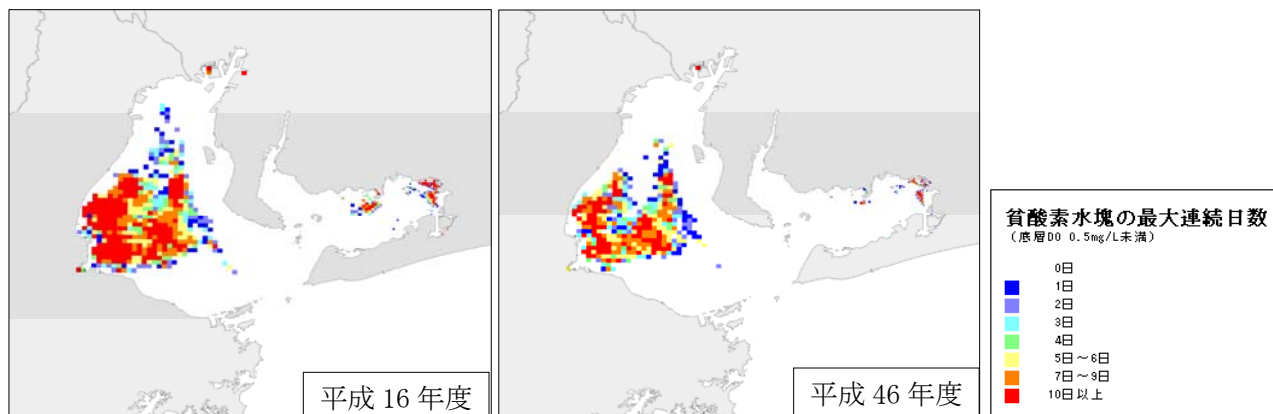 平成 16 年度
平成 46 年度
貧酸素水塊の最大連続日数
(底層DO 0.5mg/L未満)
0日
1日
2日
3日
4日
5日～6日
7日～9日
10日以上